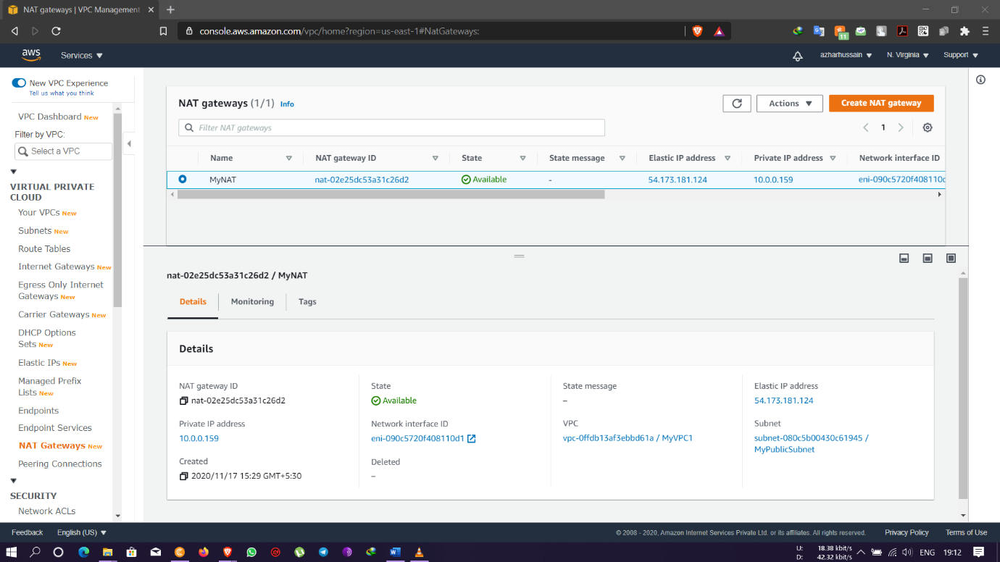 NAT gateways | VPC Management
console.aws.amazon.com/vpc/home?region=us-east-1#NatGateways:
11
aws
Services
azharhussain
N. Virginia
Support
New VPC Experience
Tell us what you think
VPC Dashboard New
Filter by VPC:
Select a VPC
VIRTUAL PRIVATE
CLOUD
Your VPCs New
Subnets New
Route Tables
Internet Gateways New
Egress Only Internet
Gateways New
Carrier Gateways New
DHCP Options
Sets New
Elastic IPs New
Managed Prefix
Lists New
Endpoints
Endpoint Services
NAT Gateways New
Peering Connections
SECURITY
Network ACLs
NAT gateways (1/1) Info
Actions
Create NAT gateway
Filter NAT gateways
1
Name NAT gateway ID State State message Elastic IP address Private IP address Network interface ID
MyNAT nat-02e25dc53a31c26d2 Available - 54.173.181.124 10.0.0.159 eni-090c5720f408110d
nat-02e25dc53a31c26d2 / MyNAT
Details Monitoring Tags
Details
NAT gateway ID
nat-02e25dc53a31c26d2
Private IP address
10.0.0.159
Created
2020/11/17 15:29 GMT+5:30
State
Available
Network interface ID
eni-090c5720f408110d1
Deleted
–
State message
–
VPC
vpc-0ffdb13af3ebbd61a / MyVPC1
Elastic IP address
54.173.181.124
Subnet
subnet-080c5b00430c61945 /
MyPublicSubnet
Feedback English (US) © 2008 - 2020, Amazon Internet Services Private Ltd. or its affiliates. All rights reserved. Privacy Policy Terms of Use
U: 18.38 kbit/s
D: 42.32 kbit/s
ENG 19:12